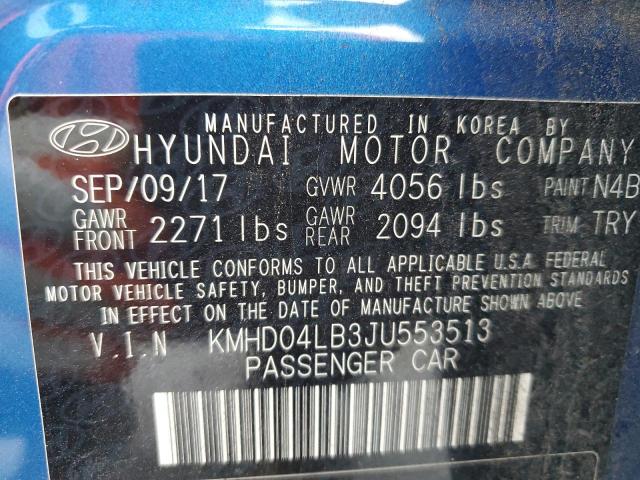 MANUFACTURED IN KOREA BY
HYUNDAI MOTOR COMPANY
SEP/09/17 GVWR 4056 lbs PAINT N4B
GAWR FRONT 2271 lbs GAWR REAR 2094 lbs TRIM TRY
THIS VEHICLE CONFORMS TO ALL APPLICABLE U.S.A FEDERAL
MOTOR VEHICLE SAFETY, BUMPER, AND THEFT PREVENTION STANDARDS
IN EFFECT ON THE DATE OF MANUFACTURE SHOWN ABOVE.
V.I.N KMHD04LB3JU553513
PASSENGER CAR